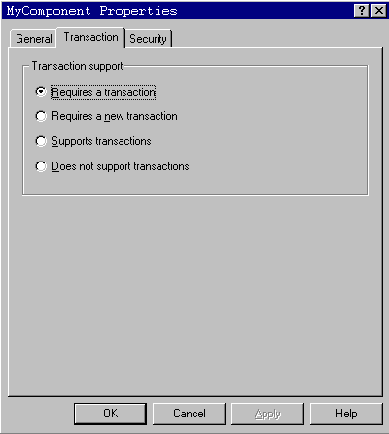 MyComponent Properties
General Transaction Security
Transaction support
Requires a transaction
Requires a new transaction
Supports transactions
Does not support transactions
OK Cancel Apply Help